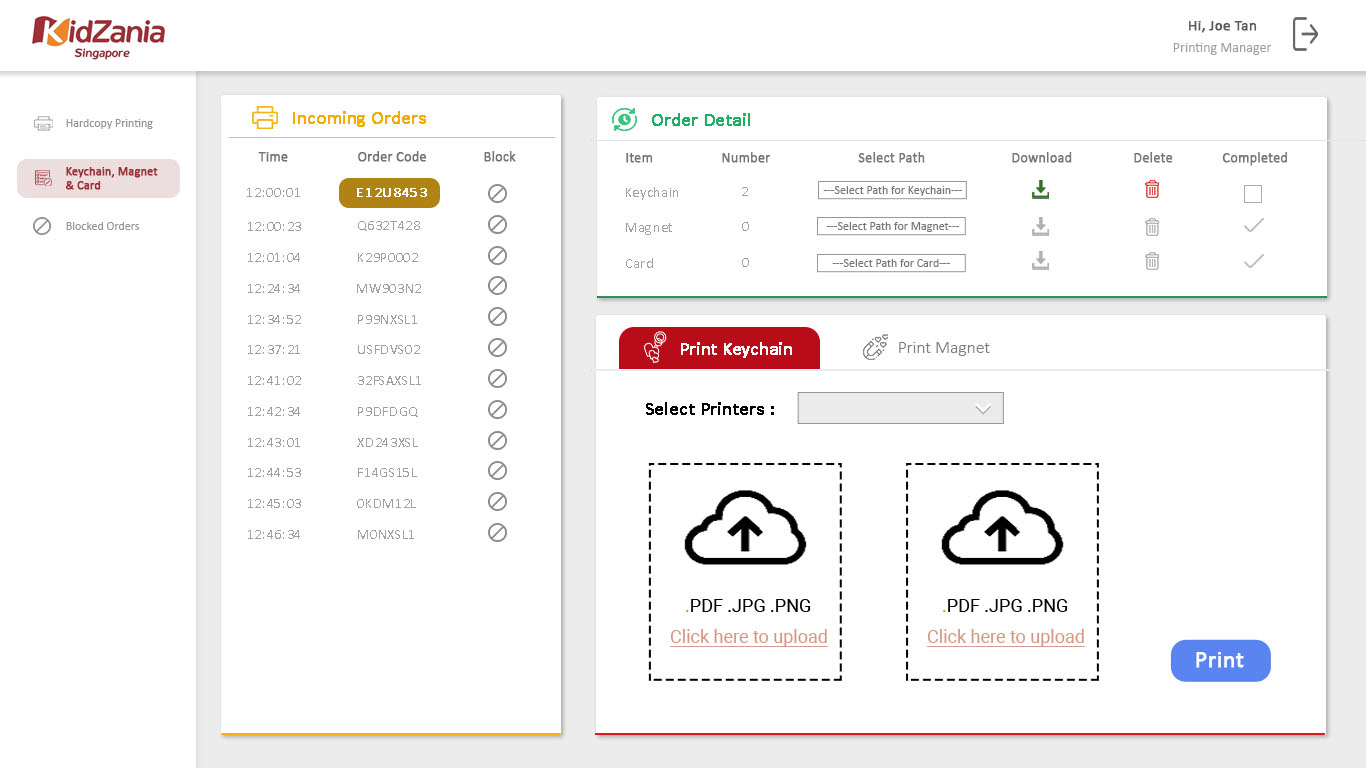 KidZania
Singapore
Hi, Joe Tan
Printing Manager
Hardcopy Printing
Keychain, Magnet
& Card
Blocked Orders
Incoming Orders
Time Order Code Block
12:00:01 E12U8453
12:00:23 Q632T428
12:01:04 K29P0002
12:24:34 MW903N2
12:34:52 P99NXSL1
12:37:21 USFDVSO2
12:41:02 32FSAXSL1
12:42:34 P9DFDGQ
12:43:01 XD243XSL
12:44:53 F14GS15L
12:45:03 0KDM12L
12:46:34 M0NXSL1
Order Detail
Item Number Select Path Download Delete Completed
Keychain 2 ---Select Path for Keychain---
Magnet 0 ---Select Path for Magnet---
Card 0 ---Select Path for Card---
Print Keychain Print Magnet
Select Printers :
.PDF .JPG .PNG
Click here to upload
.PDF .JPG .PNG
Click here to upload
Print